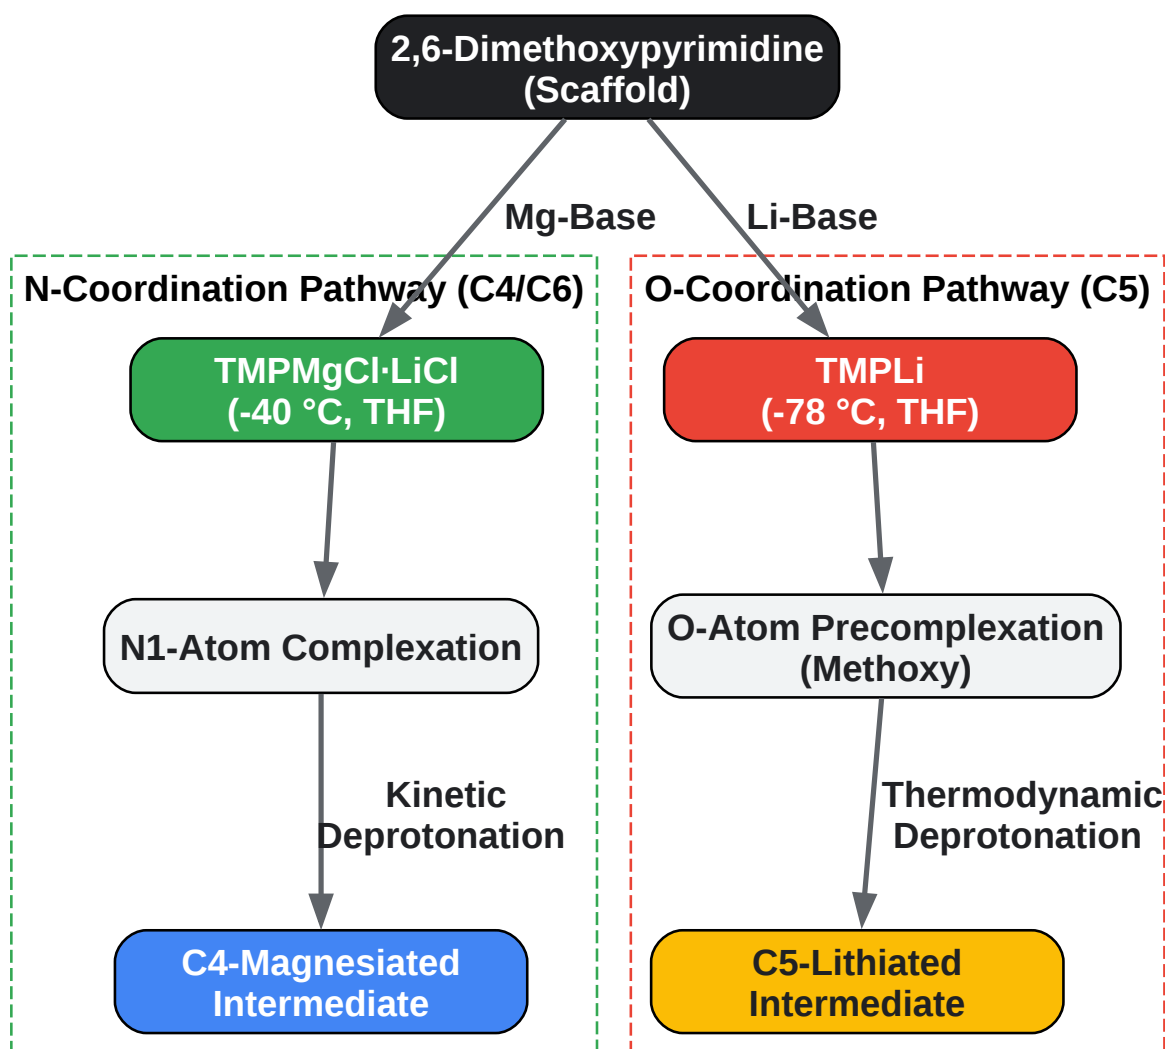 2,6-Dimethoxypyrimidine
(Scaffold)
Mg-Base
Li-Base
N-Coordination Pathway (C4/C6)
O-Coordination Pathway (C5)
TMPMgCl·LiCl
(-40 °C, THF)
TMPLi
(-78 °C, THF)
N1-Atom Complexation
O-Atom Precomplexation
(Methoxy)
Kinetic
Deprotonation
Thermodynamic
Deprotonation
C4-Magnesiated
Intermediate
C5-Lithiated
Intermediate